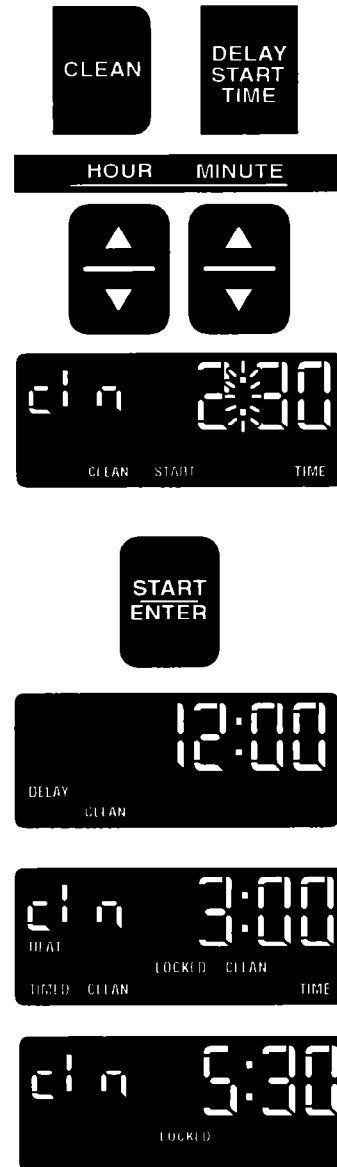 CLEAN
DELAY
START
TIME
HOUR MINUTE
cln 2:30
CLEAN START TIME
START
ENTER
12:00
DELAY
CLEAN
cln 3:00
HEAT
LOCKED CLEAN
TIMED CLEAN TIME
cln 5:30
LOCKED